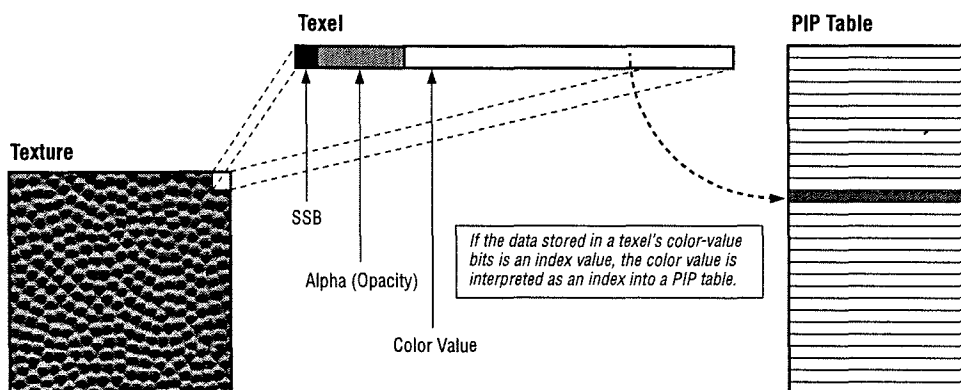 Texel
PIP Table
Texture
SSB
Alpha (Opacity)
Color Value
If the data stored in a texel's color-value
bits is an index value, the color value is
interpreted as an index into a PIP table.